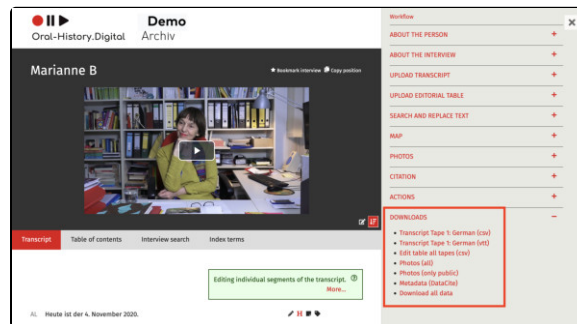 Oral-History.Digital
Demo
Archiv
Marianne B
Bookmark interview Copy position
Transcript
Table of contents
Interview search
Index terms
Editing individual segments of the transcript.
More...
AL Heute ist der 4. November 2020.
Workflow
ABOUT THE PERSON +
ABOUT THE INTERVIEW +
UPLOAD TRANSCRIPT +
UPLOAD EDITORIAL TABLE +
SEARCH AND REPLACE TEXT +
MAP +
PHOTOS +
CITATION +
ACTIONS +
DOWNLOADS −
• Transcript Tape 1: German (csv)
• Transcript Tape 1: German (vtt)
• Edit table all tapes (csv)
• Photos (all)
• Photos (only public)
• Metadata (DataCite)
• Download all data